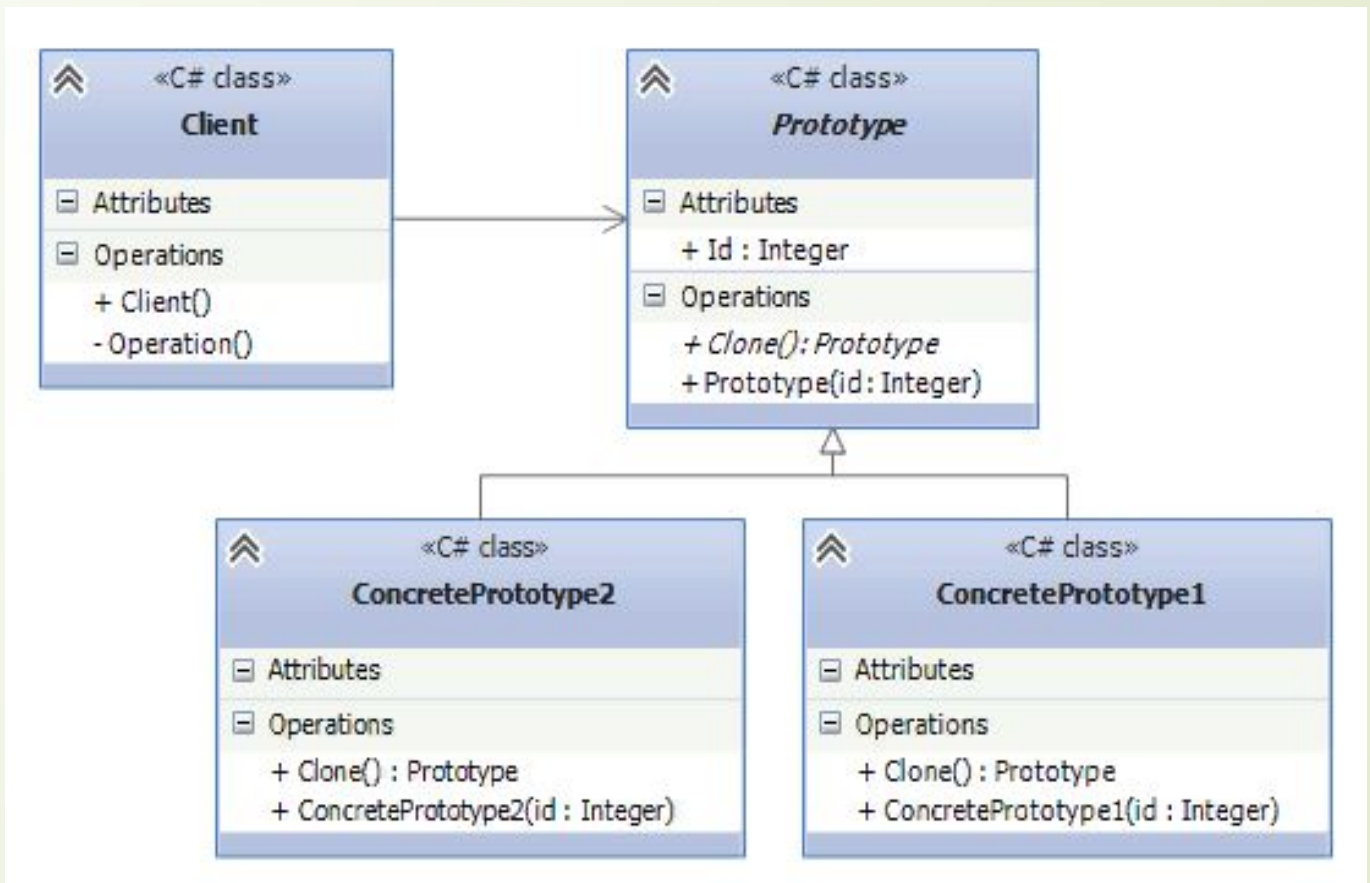 «C# class»
Client
Attributes
Operations
+ Client()
- Operation()
«C# class»
Prototype
Attributes
+ Id : Integer
Operations
+ Clone(): Prototype
+ Prototype(id: Integer)
«C# class»
ConcretePrototype2
Attributes
Operations
+ Clone() : Prototype
+ ConcretePrototype2(id : Integer)
«C# class»
ConcretePrototype1
Attributes
Operations
+ Clone() : Prototype
+ ConcretePrototype1(id : Integer)